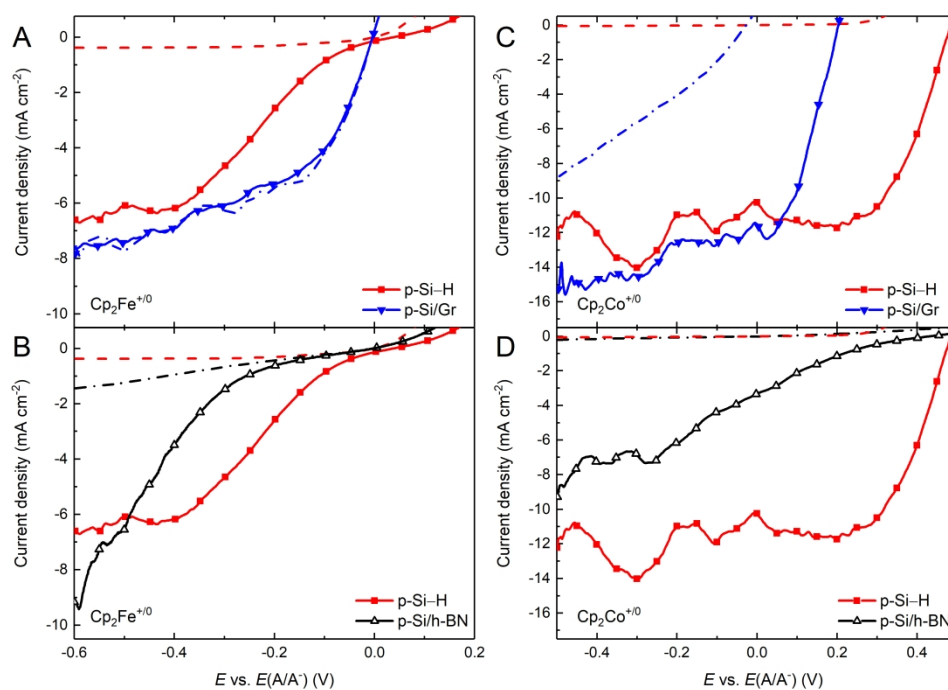 A
Current density (mA cm⁻²)
0
-2
-4
-6
-8
-10
Cp₂Fe⁺/⁰
p-Si–H
p-Si/Gr
C
Current density (mA cm⁻²)
0
-2
-4
-6
-8
-10
-12
-14
-16
Cp₂Co⁺/⁰
p-Si–H
p-Si/Gr
B
Current density (mA cm⁻²)
0
-2
-4
-6
-8
-10
Cp₂Fe⁺/⁰
p-Si–H
p-Si/h-BN
-0.6 -0.4 -0.2 0.0 0.2
E vs. E(A/A⁻) (V)
D
Current density (mA cm⁻²)
0
-2
-4
-6
-8
-10
-12
-14
-16
Cp₂Co⁺/⁰
p-Si–H
p-Si/h-BN
-0.4 -0.2 0.0 0.2 0.4
E vs. E(A/A⁻) (V)